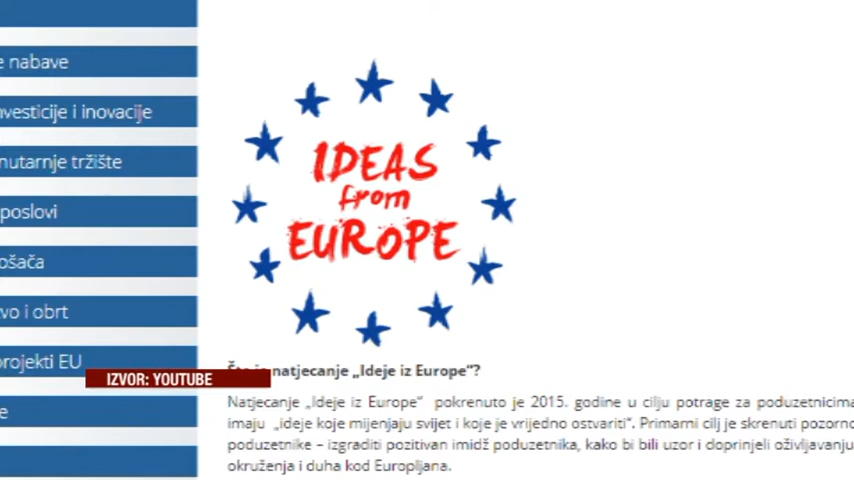 e nabave
nvesticije i inovacije
nutarnje tržište
poslovi
ošača
vo i obrt
projekti EU
e
IDEAS
from
EUROPE
IZVOR: YOUTUBE
natjecanje „Ideje iz Europe“?
Natjecanje „Ideje iz Europe“ pokrenuto je 2015. godine u cilju potrage za poduzetnicima
imaju „ideje koje mijenjaju svijet i koje je vrijedno ostvariti“. Primarni cilj je skrenuti pozorno
poduzetnike – izgraditi pozitivan imidž poduzetnika, kako bi bili uzor i doprinjeli oživljavanju
okruženja i duha kod Europljana.